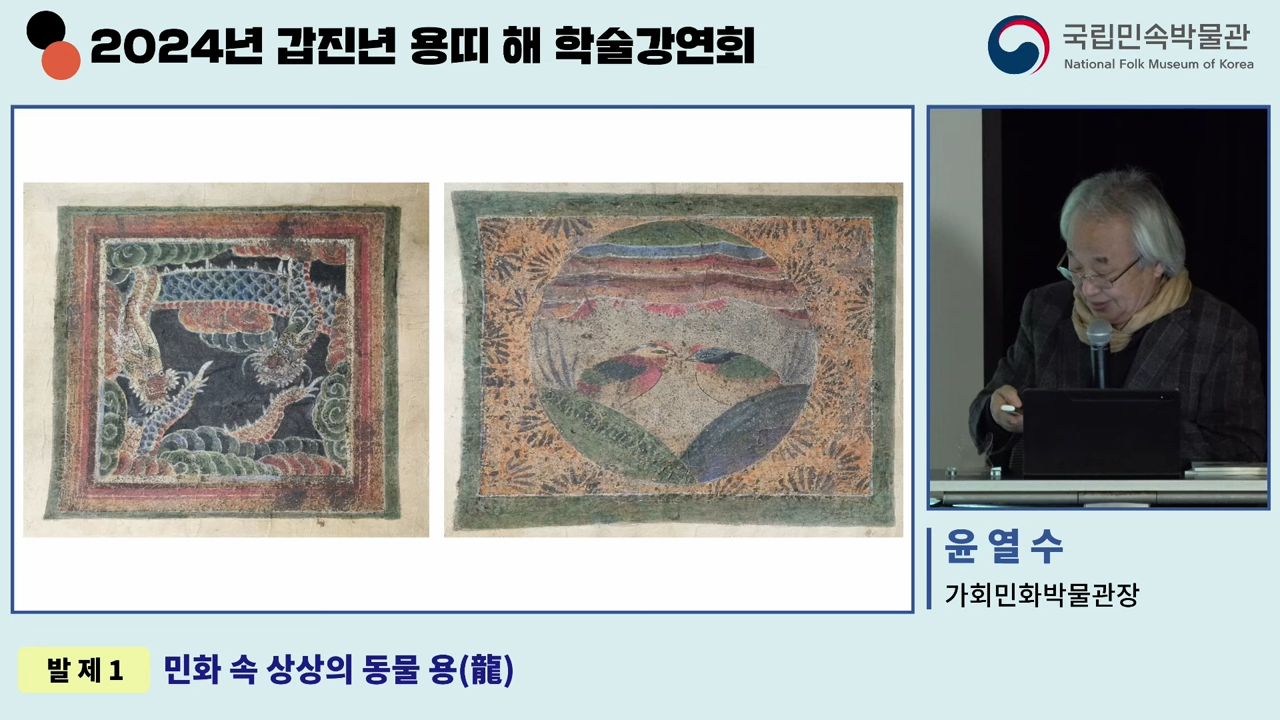 2024년 갑진년 용띠 해 학술강연회
국립민속박물관
National Folk Museum of Korea
윤열수
가회민화박물관장
발제1 민화 속 상상의 동물 용(龍)